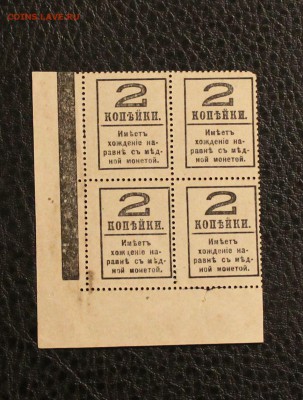 COINSS.LAVE.RU
2 2
КОПѢЙКИ. КОПѢЙКИ.
Имѣетъ Имѣетъ
хожденіе на- хожденіе на-
равнѣ съ мѣд- равнѣ съ мѣд-
ной монетой. ной монетой.
2 2
КОПѢЙКИ. КОПѢЙКИ.
Имѣетъ Имѣетъ
хожденіе на- хожденіе на-
равнѣ съ мѣд- равнѣ съ мѣд-
ной монетой. ной монетой.